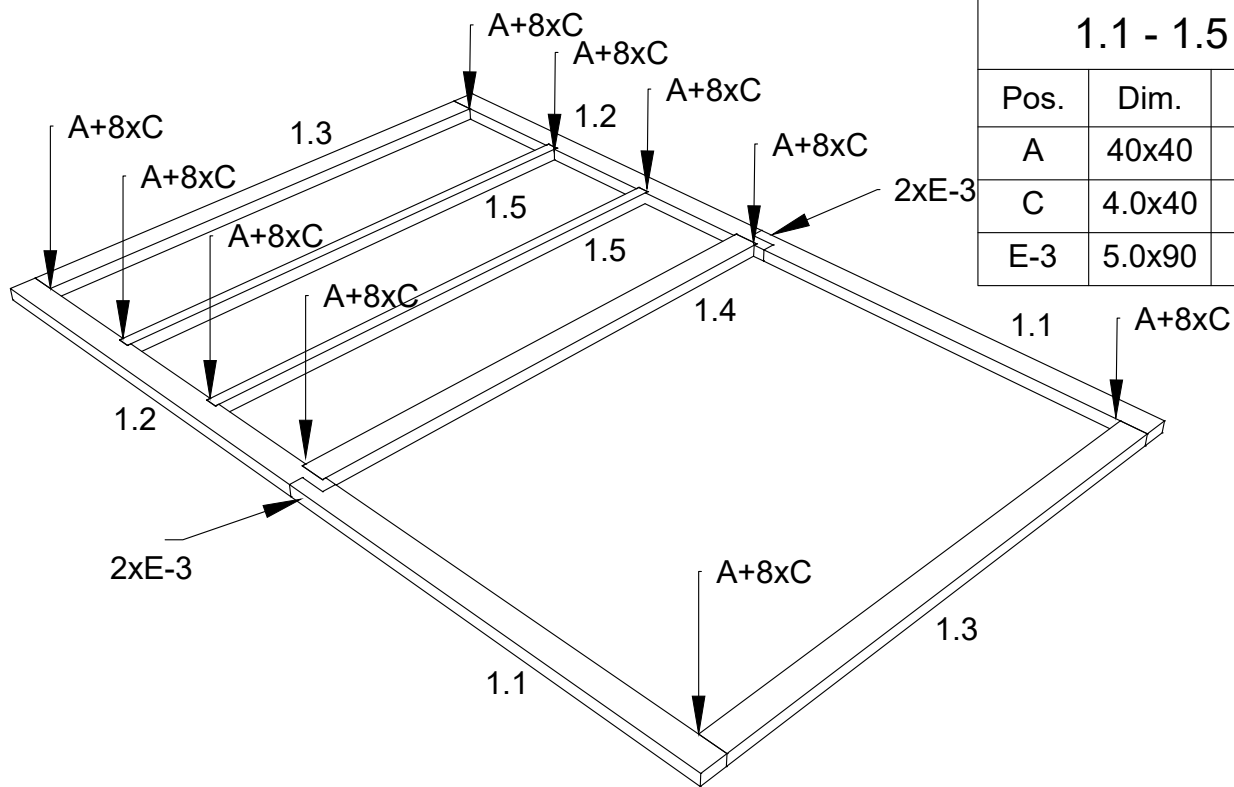 A+8xC
A+8xC
A+8xC
A+8xC
A+8xC
A+8xC
A+8xC
A+8xC
1.3
1.2
1.5
1.5
1.4
2xE-3
1.1
A+8xC
1.2
2xE-3
A+8xC
1.3
1.1
1.1 - 1.5
Pos. Dim.
A 40x40
C 4.0x40
E-3 5.0x90